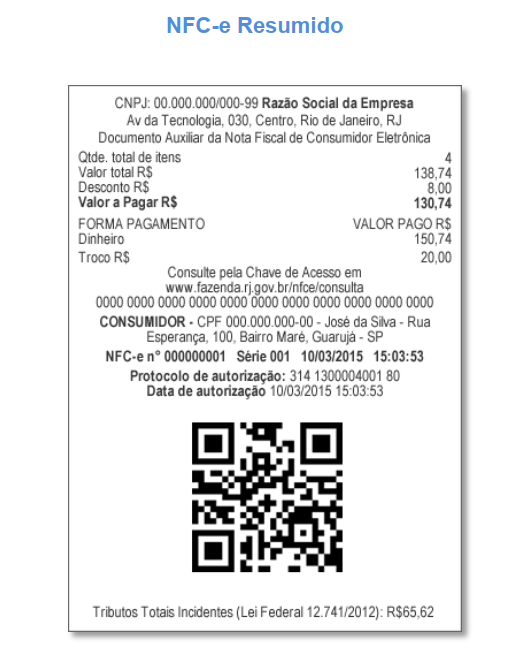 NFC-e Resumido
CNPJ: 00.000.000/000-99 Razão Social da Empresa
Av da Tecnologia, 030, Centro, Rio de Janeiro, RJ
Documento Auxiliar da Nota Fiscal de Consumidor Eletrônica
Qtde. total de itens 4
Valor total R$ 138,74
Desconto R$ 8,00
Valor a Pagar R$ 130,74
FORMA PAGAMENTO VALOR PAGO R$
Dinheiro 150,74
Troco R$ 20,00
Consulte pela Chave de Acesso em
www.fazenda.rj.gov.br/nfce/consulta
0000 0000 0000 0000 0000 0000 0000 0000 0000 0000 0000
CONSUMIDOR - CPF 000.000.000-00 - José da Silva - Rua
Esperança, 100, Bairro Maré, Guarujá - SP
NFC-e n° 000000001 Série 001 10/03/2015 15:03:53
Protocolo de autorização: 314 1300004001 80
Data de autorização 10/03/2015 15:03:53
Tributos Totais Incidentes (Lei Federal 12.741/2012): R$65,62